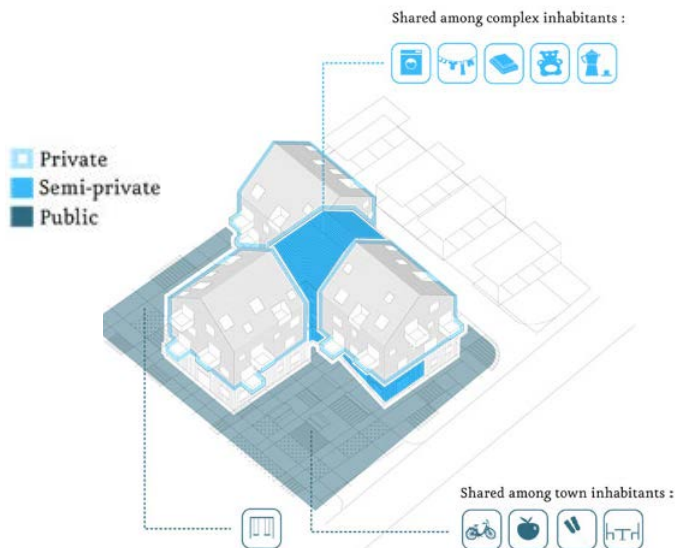 Shared among complex inhabitants :
Private
Semi-private
Public
Shared among town inhabitants :